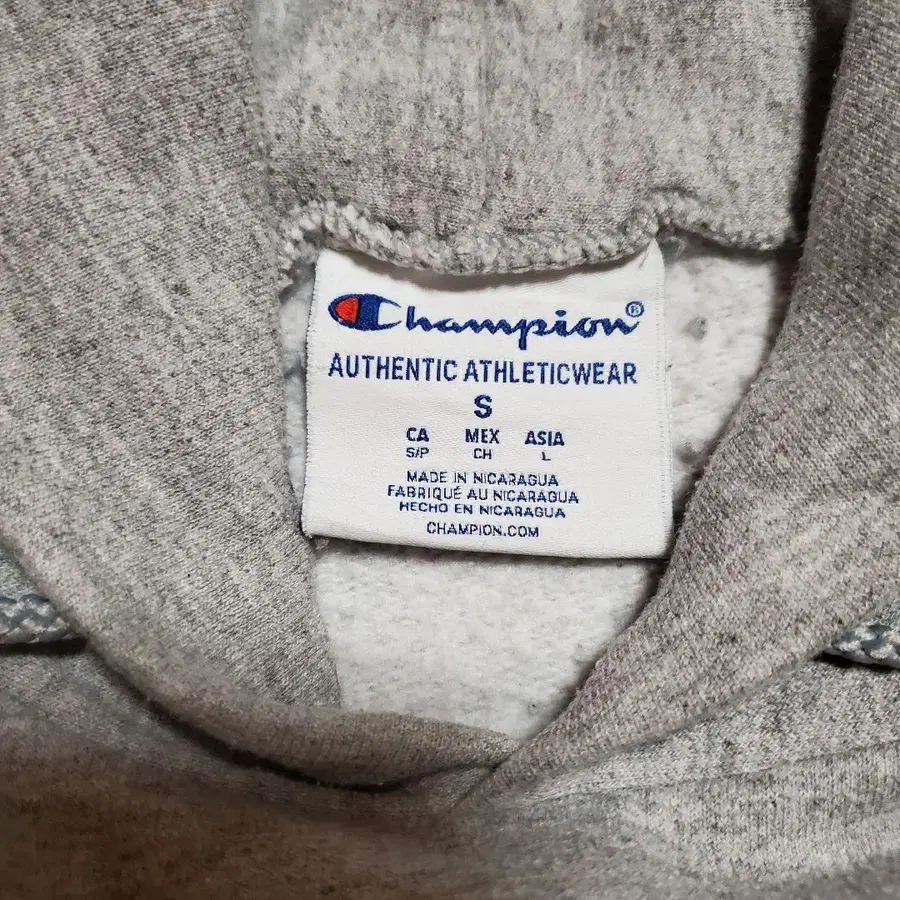 Champion®
AUTHENTIC ATHLETICWEAR
S
CA MEX ASIA
S/P CH L
MADE IN NICARAGUA
FABRIQUÉ AU NICARAGUA
HECHO EN NICARAGUA
CHAMPION.COM